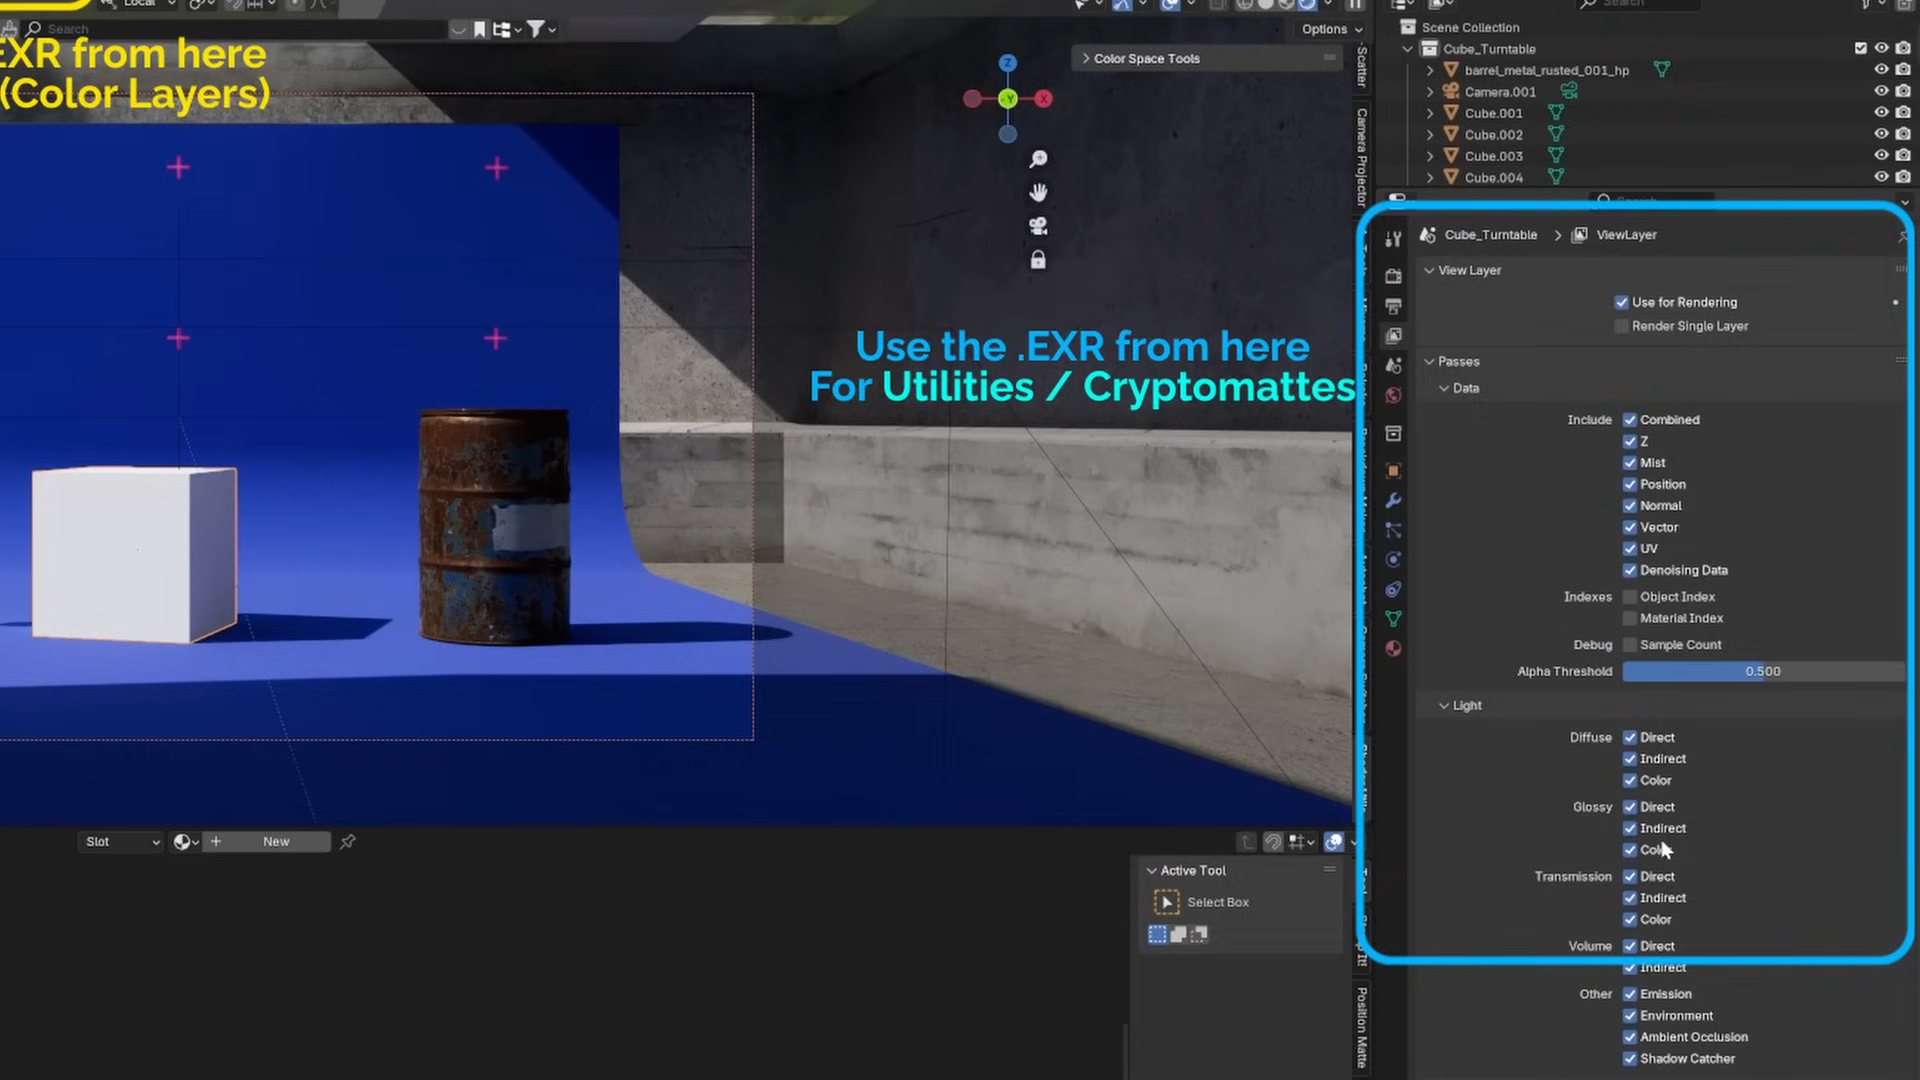 Local
Search
Options
EXR from here
(Color Layers)
Color Space Tools
Use the .EXR from here
For Utilities / Cryptomattes
Slot
New
Active Tool
Select Box
Scatter
Camera Projector
Position Matte
Search
Scene Collection
Cube_Turntable
barrel_metal_rusted_001_hp
Camera.001
Cube.001
Cube.002
Cube.003
Cube.004
Cube_Turntable > ViewLayer
View Layer
Use for Rendering
Render Single Layer
Passes
Data
Include Combined
Z
Mist
Position
Normal
Vector
UV
Denoising Data
Indexes Object Index
Material Index
Debug Sample Count
Alpha Threshold 0.500
Light
Diffuse Direct
Indirect
Color
Glossy Direct
Indirect
Transmission Direct
Indirect
Color
Volume Direct
Indirect
Other Emission
Environment
Ambient Occlusion
Shadow Catcher